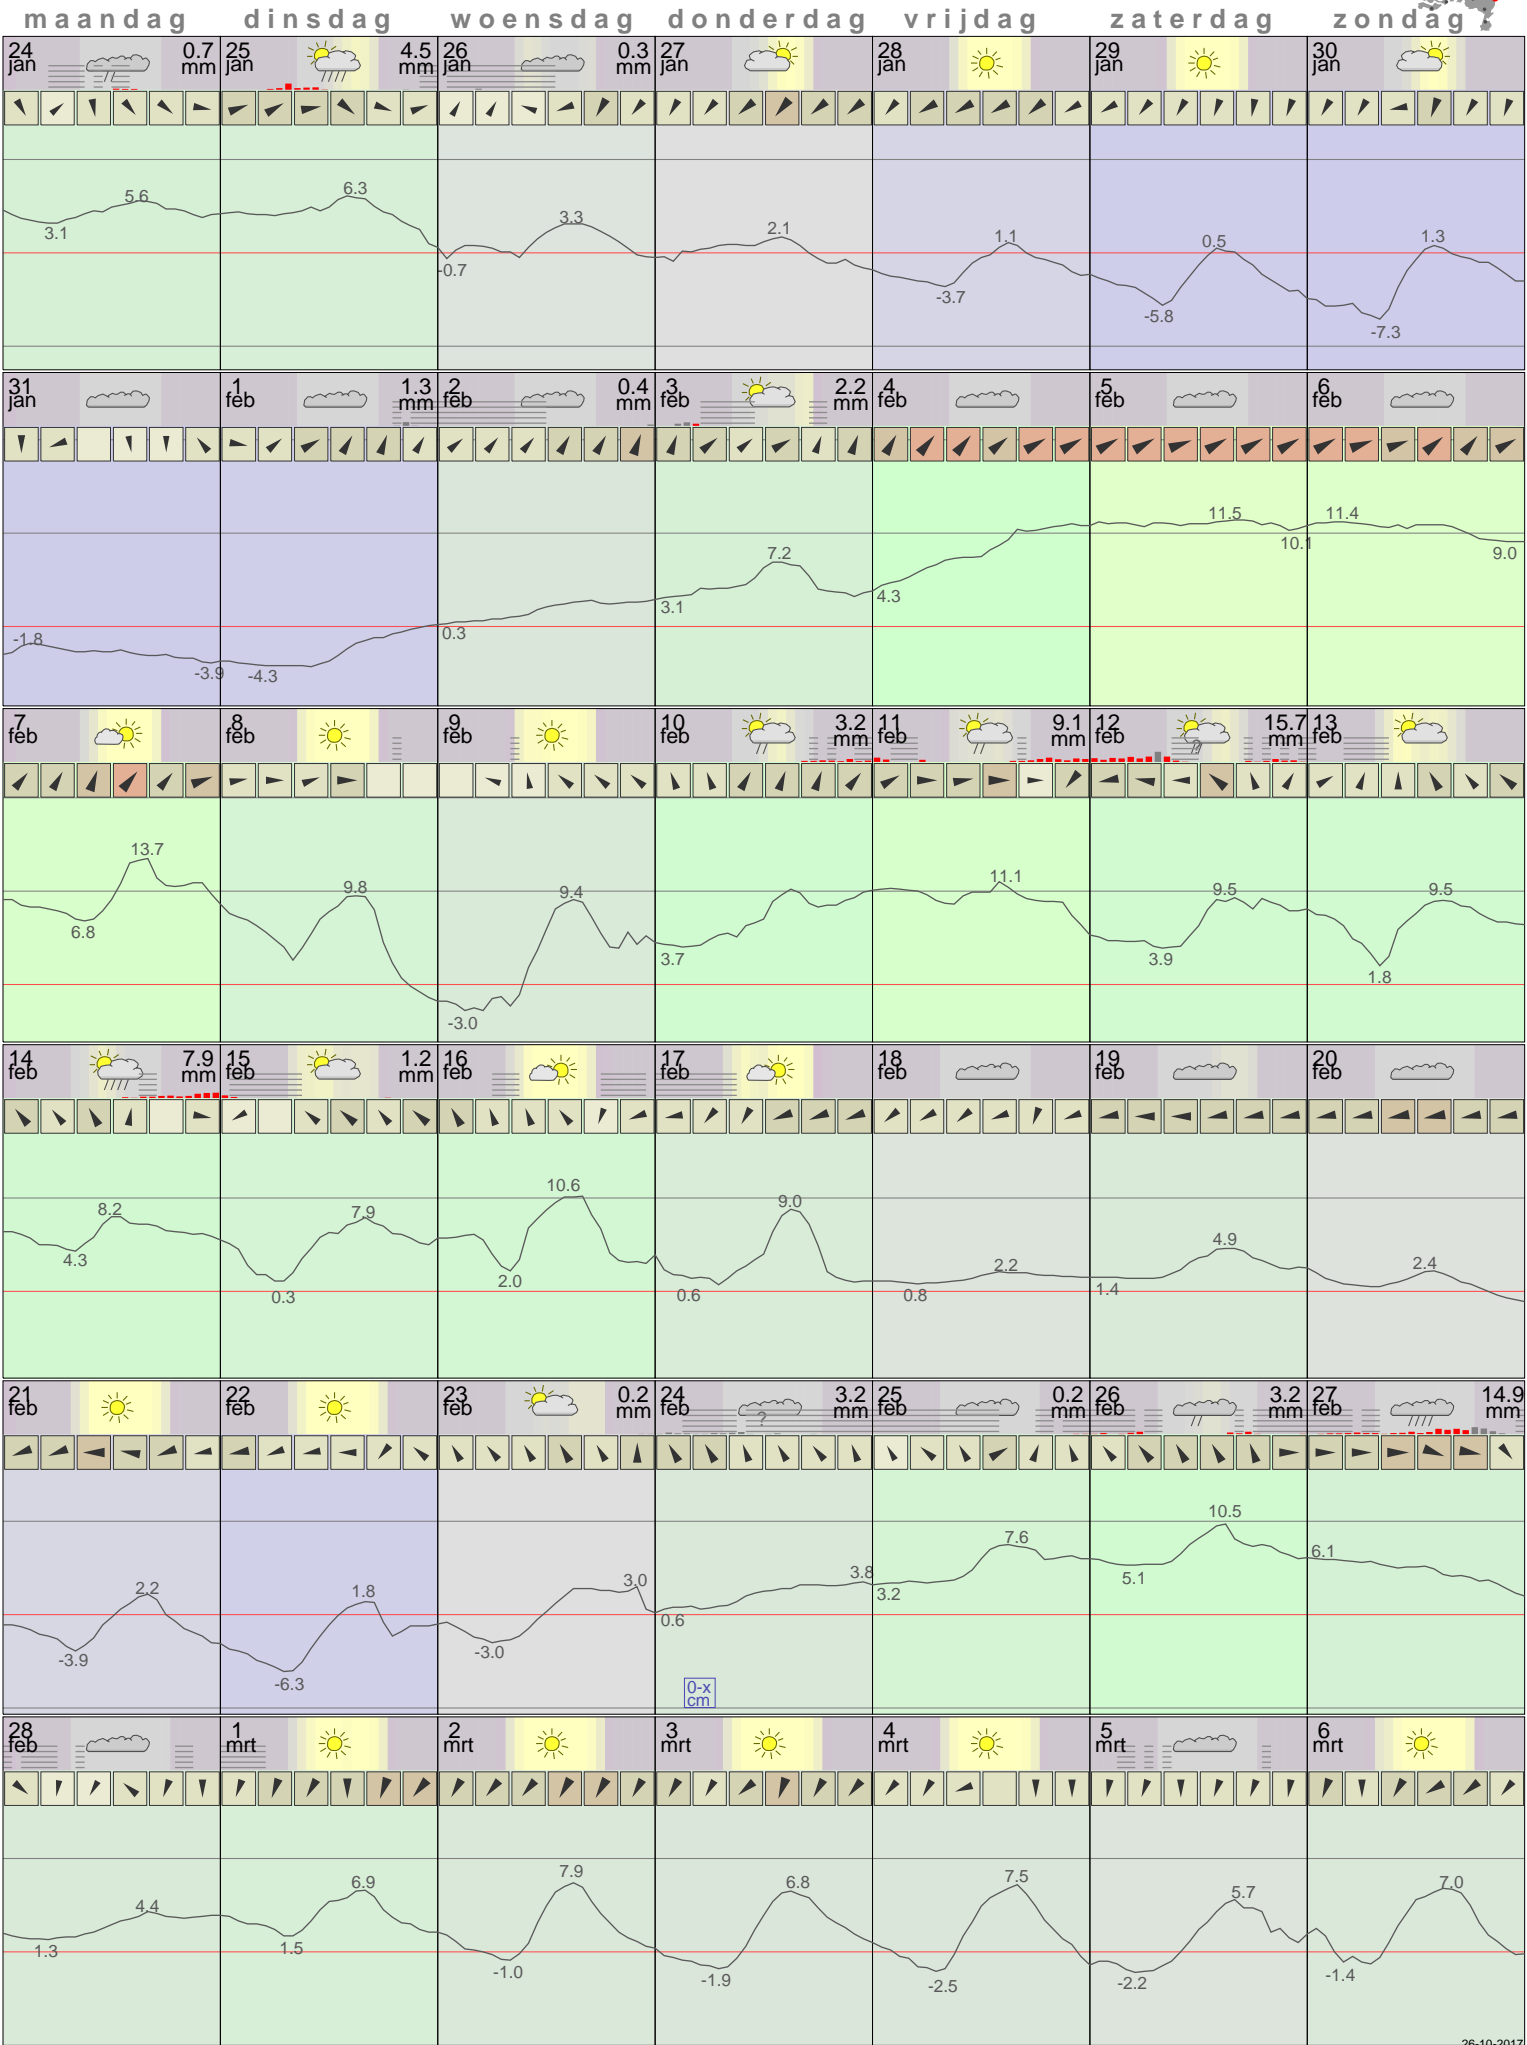 maandag dinsdag woensdag donderdag vrijdag zaterdag zondag
24 jan 0.7 mm 25 jan 4.5 mm 26 jan 0.3 mm 27 jan 28 jan 29 jan 30 jan
5.6 3.1 6.3 -0.7 3.3 2.1 -3.7 1.1 -5.8 0.5 -7.3 1.3
31 jan 1 feb 1.3 mm 2 feb 0.4 mm 3 feb 2.2 mm 4 feb 5 feb 6 feb
-1.8 -3.9 -4.3 0.3 3.1 7.2 4.3 11.5 10.1 11.4 9.0
7 feb 8 feb 9 feb 10 feb 3.2 mm 11 feb 9.1 mm 12 feb 15.7 13 feb
6.8 13.7 9.8 -3.0 9.4 3.7 11.1 3.9 9.5 1.8 9.5
14 feb 7.9 mm 15 feb 1.2 mm 16 feb 17 feb 18 feb 19 feb 20 feb
4.3 8.2 0.3 7.9 2.0 10.6 0.6 9.0 0.8 2.2 1.4 4.9 2.4
21 feb 22 feb 23 feb 0.2 mm 24 feb ? 3.2 mm 25 feb 0.2 mm 26 feb 3.2 mm 27 feb 14.9 mm
-3.9 2.2 -6.3 1.8 -3.0 3.0 0.6 3.8 3.2 7.6 5.1 10.5 6.1
0-x
cm
28 feb 1 mrt 2 mrt 3 mrt 4 mrt 5 mrt 6 mrt
1.3 4.4 1.5 6.9 -1.0 7.9 -1.9 6.8 -2.5 7.5 -2.2 5.7 -1.4 7.0
26-10-2017